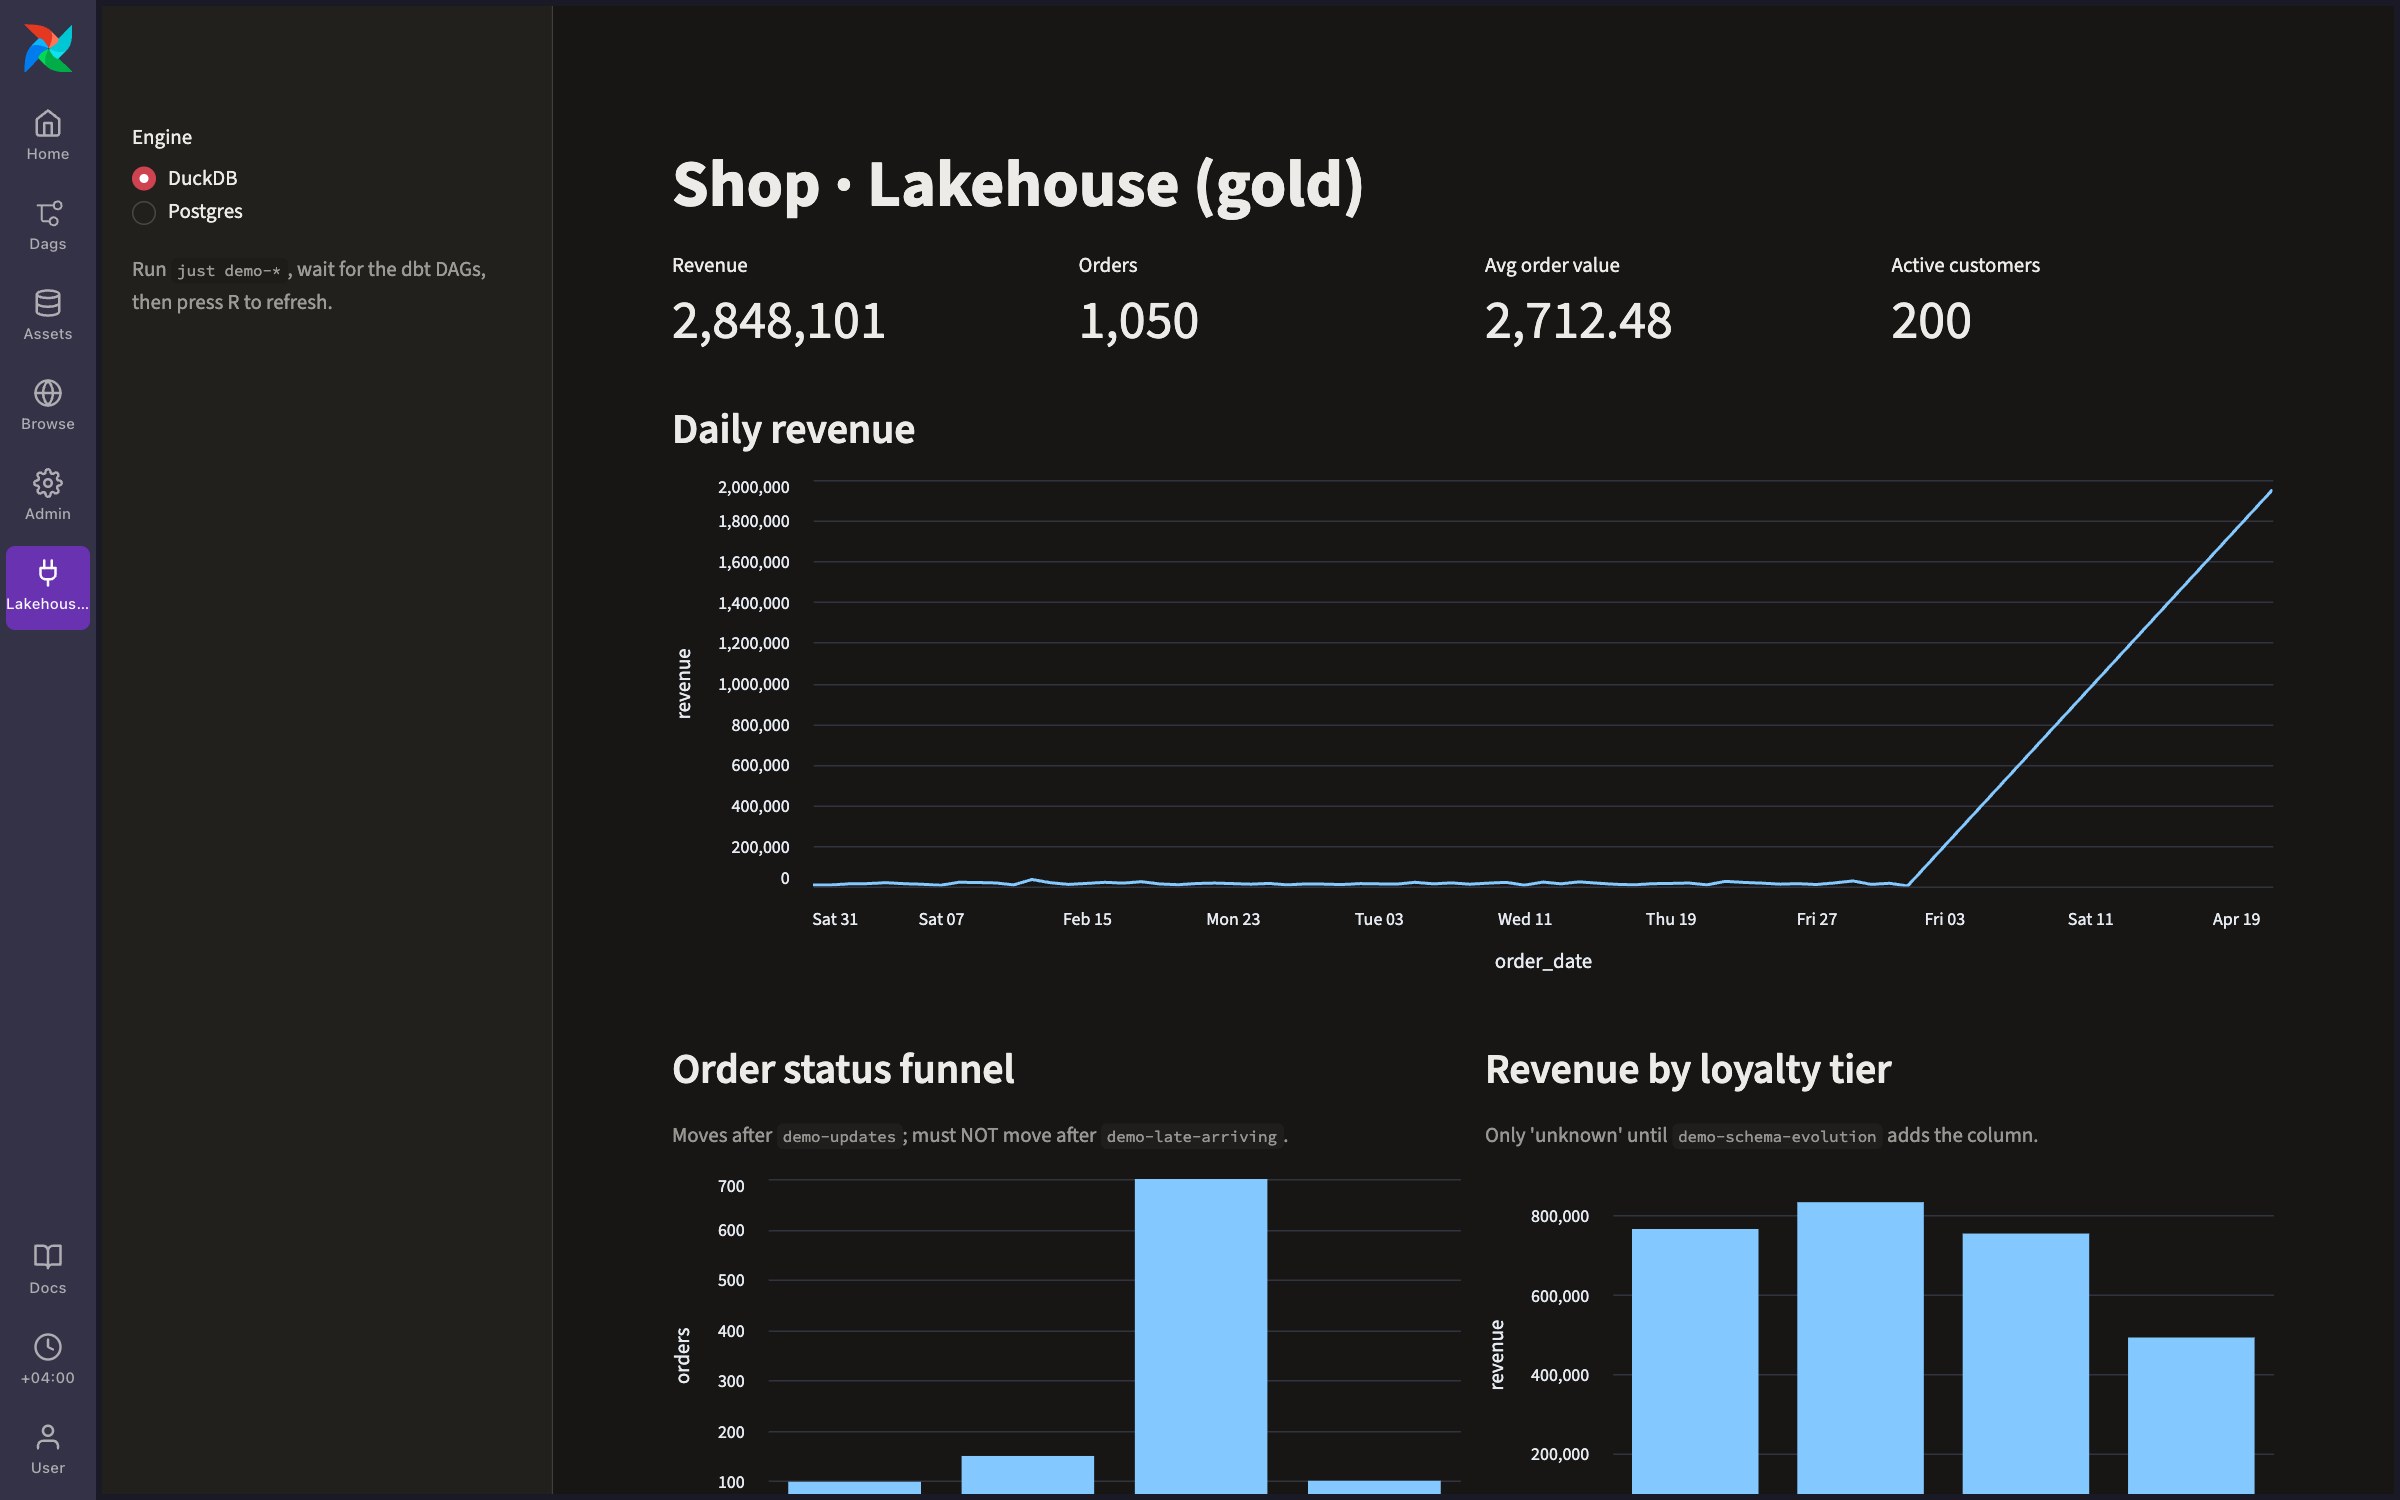 Home
Dags
Assets
Browse
Admin
Lakehous...
Docs
+04:00
User
Engine
DuckDB
Postgres
Run just demo-*, wait for the dbt DAGs,
then press R to refresh.
Shop · Lakehouse (gold)
Revenue
2,848,101
Orders
1,050
Avg order value
2,712.48
Active customers
200
Daily revenue
2,000,000
1,800,000
1,600,000
1,400,000
1,200,000
1,000,000
800,000
600,000
400,000
200,000
0
revenue
Sat 31 Sat 07 Feb 15 Mon 23 Tue 03 Wed 11 Thu 19 Fri 27 Fri 03 Sat 11 Apr 19
order_date
Order status funnel
Moves after demo-updates; must NOT move after demo-late-arriving.
700
600
500
400
300
200
100
orders
Revenue by loyalty tier
Only 'unknown' until demo-schema-evolution adds the column.
800,000
600,000
400,000
200,000
revenue